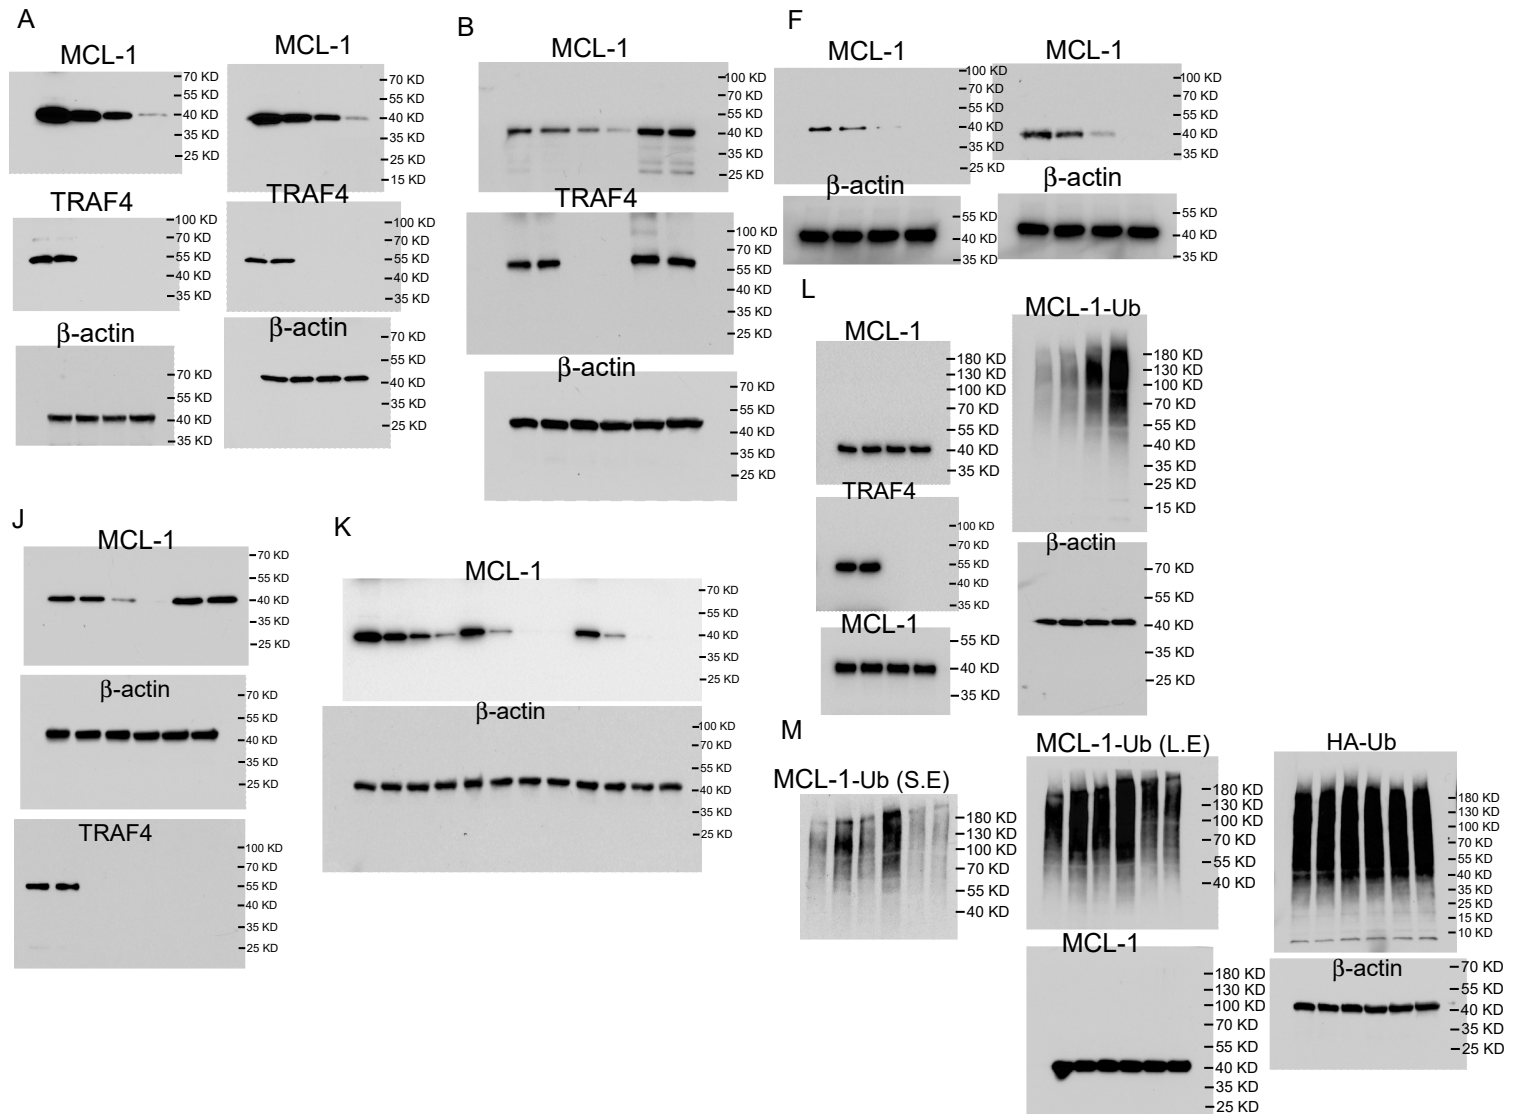 A
MCL-1
70 KD
55 KD
40 KD
35 KD
25 KD
MCL-1
70 KD
55 KD
40 KD
35 KD
25 KD
15 KD
TRAF4
100 KD
70 KD
55 KD
40 KD
35 KD
TRAF4
100 KD
70 KD
55 KD
40 KD
35 KD
β-actin
70 KD
55 KD
40 KD
35 KD
β-actin
70 KD
55 KD
40 KD
35 KD
25 KD
B
MCL-1
100 KD
70 KD
55 KD
40 KD
35 KD
25 KD
TRAF4
100 KD
70 KD
55 KD
40 KD
35 KD
25 KD
β-actin
70 KD
55 KD
40 KD
35 KD
25 KD
F
MCL-1
100 KD
70 KD
55 KD
40 KD
35 KD
25 KD
MCL-1
100 KD
70 KD
55 KD
40 KD
35 KD
β-actin
55 KD
40 KD
35 KD
β-actin
55 KD
40 KD
35 KD
J
MCL-1
70 KD
55 KD
40 KD
35 KD
25 KD
β-actin
70 KD
55 KD
40 KD
35 KD
25 KD
TRAF4
100 KD
70 KD
55 KD
40 KD
35 KD
25 KD
K
MCL-1
70 KD
55 KD
40 KD
35 KD
25 KD
β-actin
100 KD
70 KD
55 KD
40 KD
35 KD
25 KD
L
MCL-1
180 KD
130 KD
100 KD
70 KD
55 KD
40 KD
35 KD
MCL-1-Ub
180 KD
130 KD
100 KD
70 KD
55 KD
40 KD
35 KD
25 KD
15 KD
TRAF4
100 KD
70 KD
55 KD
40 KD
35 KD
β-actin
70 KD
55 KD
40 KD
35 KD
25 KD
MCL-1
55 KD
40 KD
35 KD
M
MCL-1-Ub (S.E)
180 KD
130 KD
100 KD
70 KD
55 KD
40 KD
MCL-1-Ub (L.E)
180 KD
130 KD
100 KD
70 KD
55 KD
40 KD
HA-Ub
180 KD
130 KD
100 KD
70 KD
55 KD
40 KD
35 KD
25 KD
15 KD
10 KD
MCL-1
180 KD
130 KD
100 KD
70 KD
55 KD
40 KD
35 KD
25 KD
β-actin
70 KD
55 KD
40 KD
35 KD
25 KD